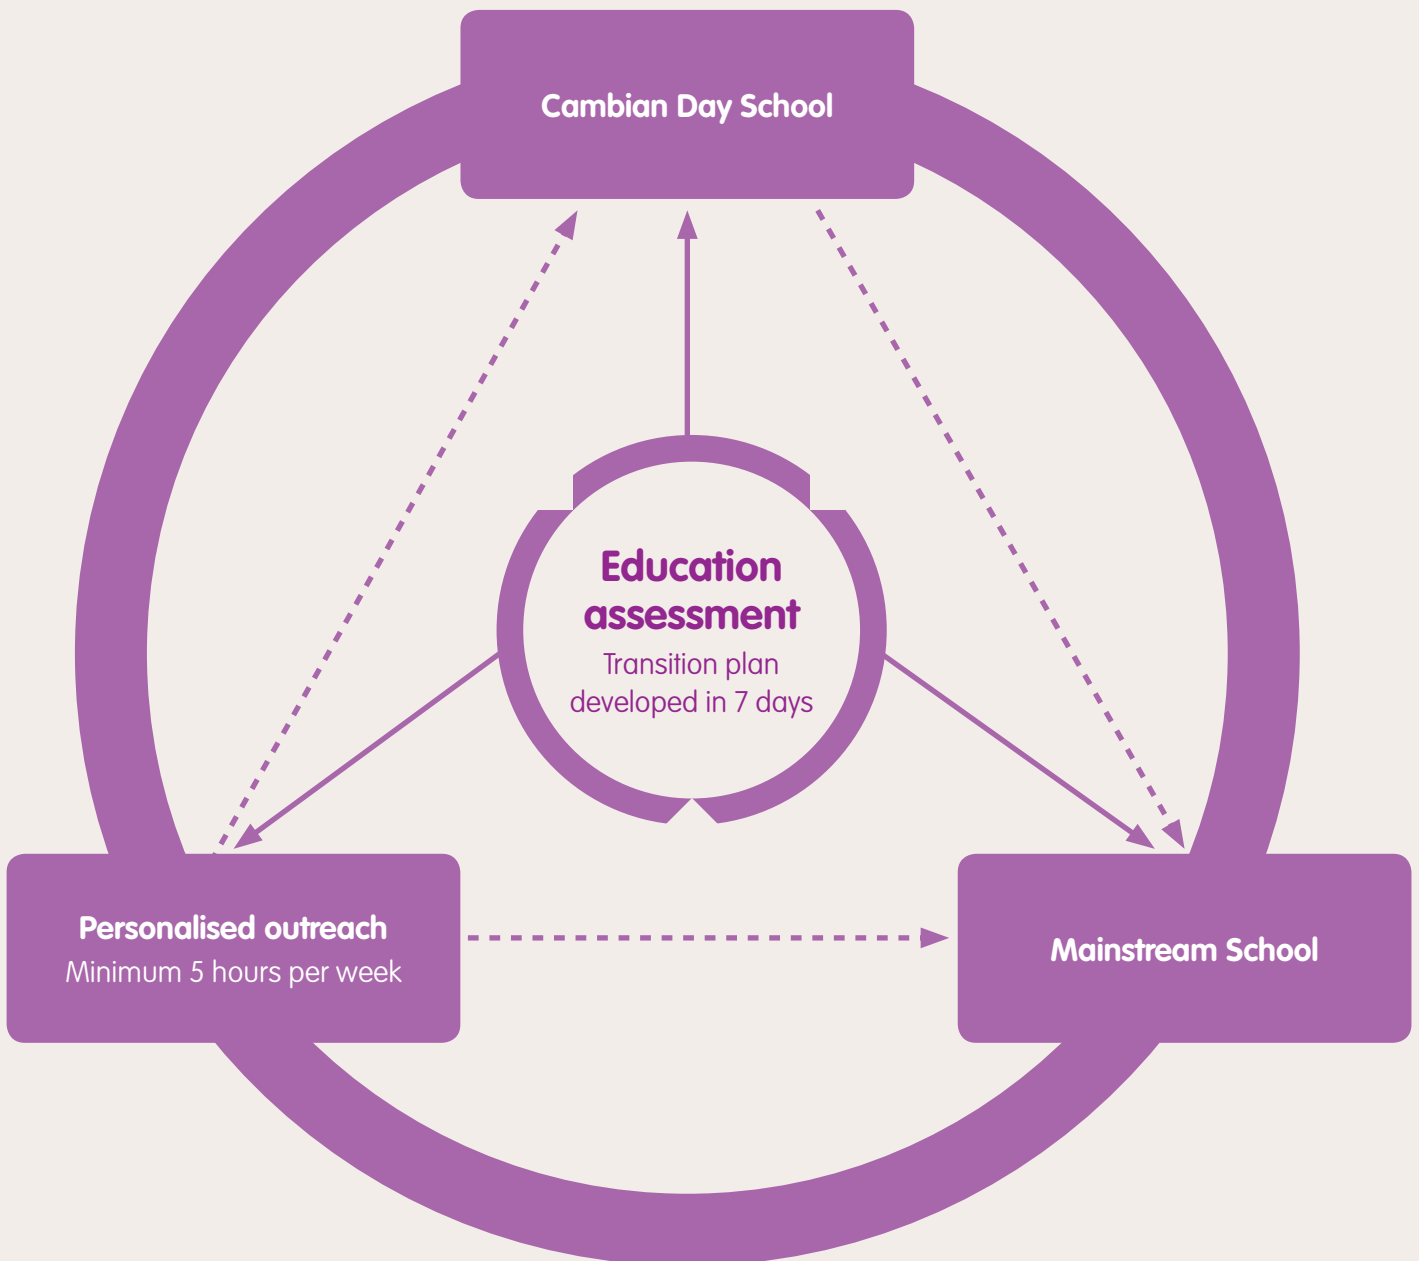 Cambian Day School
Education
assessment
Transition plan
developed in 7 days
Personalised outreach
Minimum 5 hours per week
Mainstream School